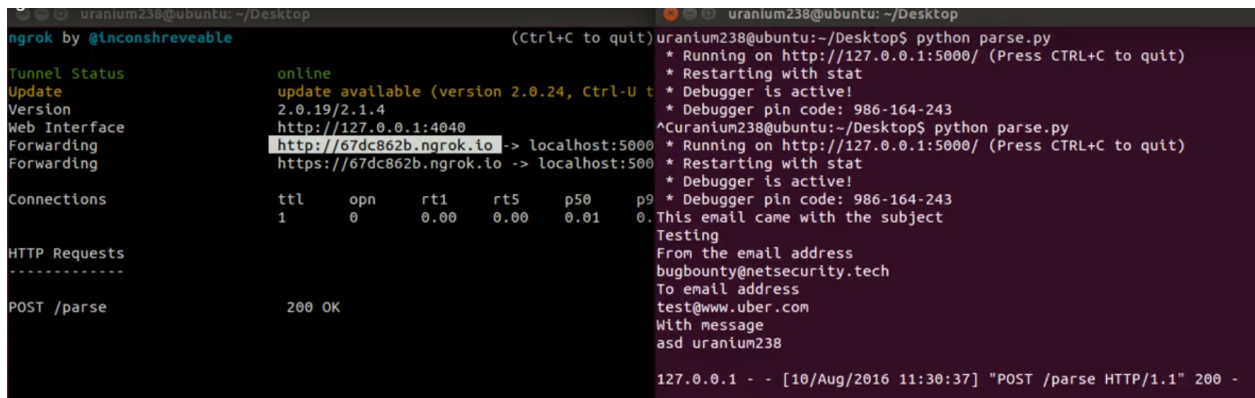 uranium238@ubuntu: ~/Desktop
ngrok by @inconshreveable (Ctrl+C to quit)
Tunnel Status online
Update update available (version 2.0.24, Ctrl-U t
Version 2.0.19/2.1.4
Web Interface http://127.0.0.1:4040
Forwarding http://67dc862b.ngrok.io -> localhost:5000
Forwarding https://67dc862b.ngrok.io -> localhost:500
Connections ttl opn rt1 rt5 p50 p9
1 0 0.00 0.00 0.01 0.
HTTP Requests
-------------
POST /parse 200 OK
uranium238@ubuntu: ~/Desktop
uranium238@ubuntu:~/Desktop$ python parse.py
* Running on http://127.0.0.1:5000/ (Press CTRL+C to quit)
* Restarting with stat
* Debugger is active!
* Debugger pin code: 986-164-243
^Curanium238@ubuntu:~/Desktop$ python parse.py
* Running on http://127.0.0.1:5000/ (Press CTRL+C to quit)
* Restarting with stat
* Debugger is active!
* Debugger pin code: 986-164-243
This email came with the subject
Testing
From the email address
bugbounty@netsecurity.tech
To email address
test@www.uber.com
With message
asd uranium238
127.0.0.1 - - [10/Aug/2016 11:30:37] "POST /parse HTTP/1.1" 200 -